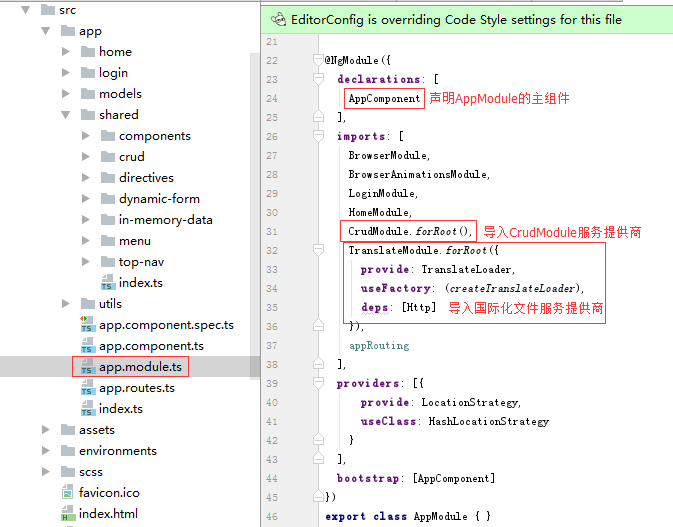 src
app
home
login
models
shared
components
crud
directives
dynamic-form
in-memory-data
menu
top-nav
index.ts
utils
app.component.spec.ts
app.component.ts
app.module.ts
app.routes.ts
index.ts
assets
environments
scss
favicon.ico
index.html
EditorConfig is overriding Code Style settings for this file
21
22 @NgModule({
23 declarations: [
24 AppComponent 声明AppModule的主组件
25 ],
26 imports: [
27 BrowserModule,
28 BrowserAnimationsModule,
29 LoginModule,
30 HomeModule,
31 CrudModule.forRoot(), 导入CrudModule服务提供商
32 TranslateModule.forRoot({
33 provide: TranslateLoader,
34 useFactory: (createTranslateLoader),
35 deps: [Http] 导入国际化文件服务提供商
36 }),
37 appRouting
38 ],
39 providers: [{
40 provide: LocationStrategy,
41 useClass: HashLocationStrategy
42 }
43 ],
44 bootstrap: [AppComponent]
45 })
46 export class AppModule { }